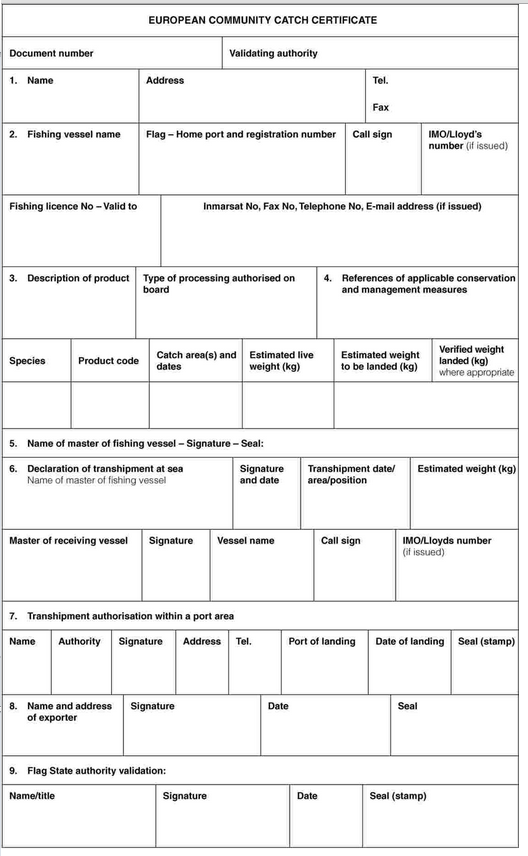 EUROPEAN COMMUNITY CATCH CERTIFICATE
Document number
Validating authority
1. Name
Address
Tel.
Fax
2. Fishing vessel name
Flag – Home port and registration number
Call sign
IMO/Lloyd's
number (if issued)
Fishing licence No – Valid to
Inmarsat No, Fax No, Telephone No, E-mail address (if issued)
3. Description of product
Type of processing authorised on
board
4. References of applicable conservation
and management measures
Species
Product code
Catch area(s) and
dates
Estimated live
weight (kg)
Estimated weight
to be landed (kg)
Verified weight
landed (kg)
where appropriate
5. Name of master of fishing vessel – Signature – Seal:
6. Declaration of transhipment at sea
Name of master of fishing vessel
Signature
and date
Transhipment date/
area/position
Estimated weight (kg)
Master of receiving vessel
Signature
Vessel name
Call sign
IMO/Lloyds number
(if issued)
7. Transhipment authorisation within a port area
Name
Authority
Signature
Address
Tel.
Port of landing
Date of landing
Seal (stamp)
8. Name and address
of exporter
Signature
Date
Seal
9. Flag State authority validation:
Name/title
Signature
Date
Seal (stamp)